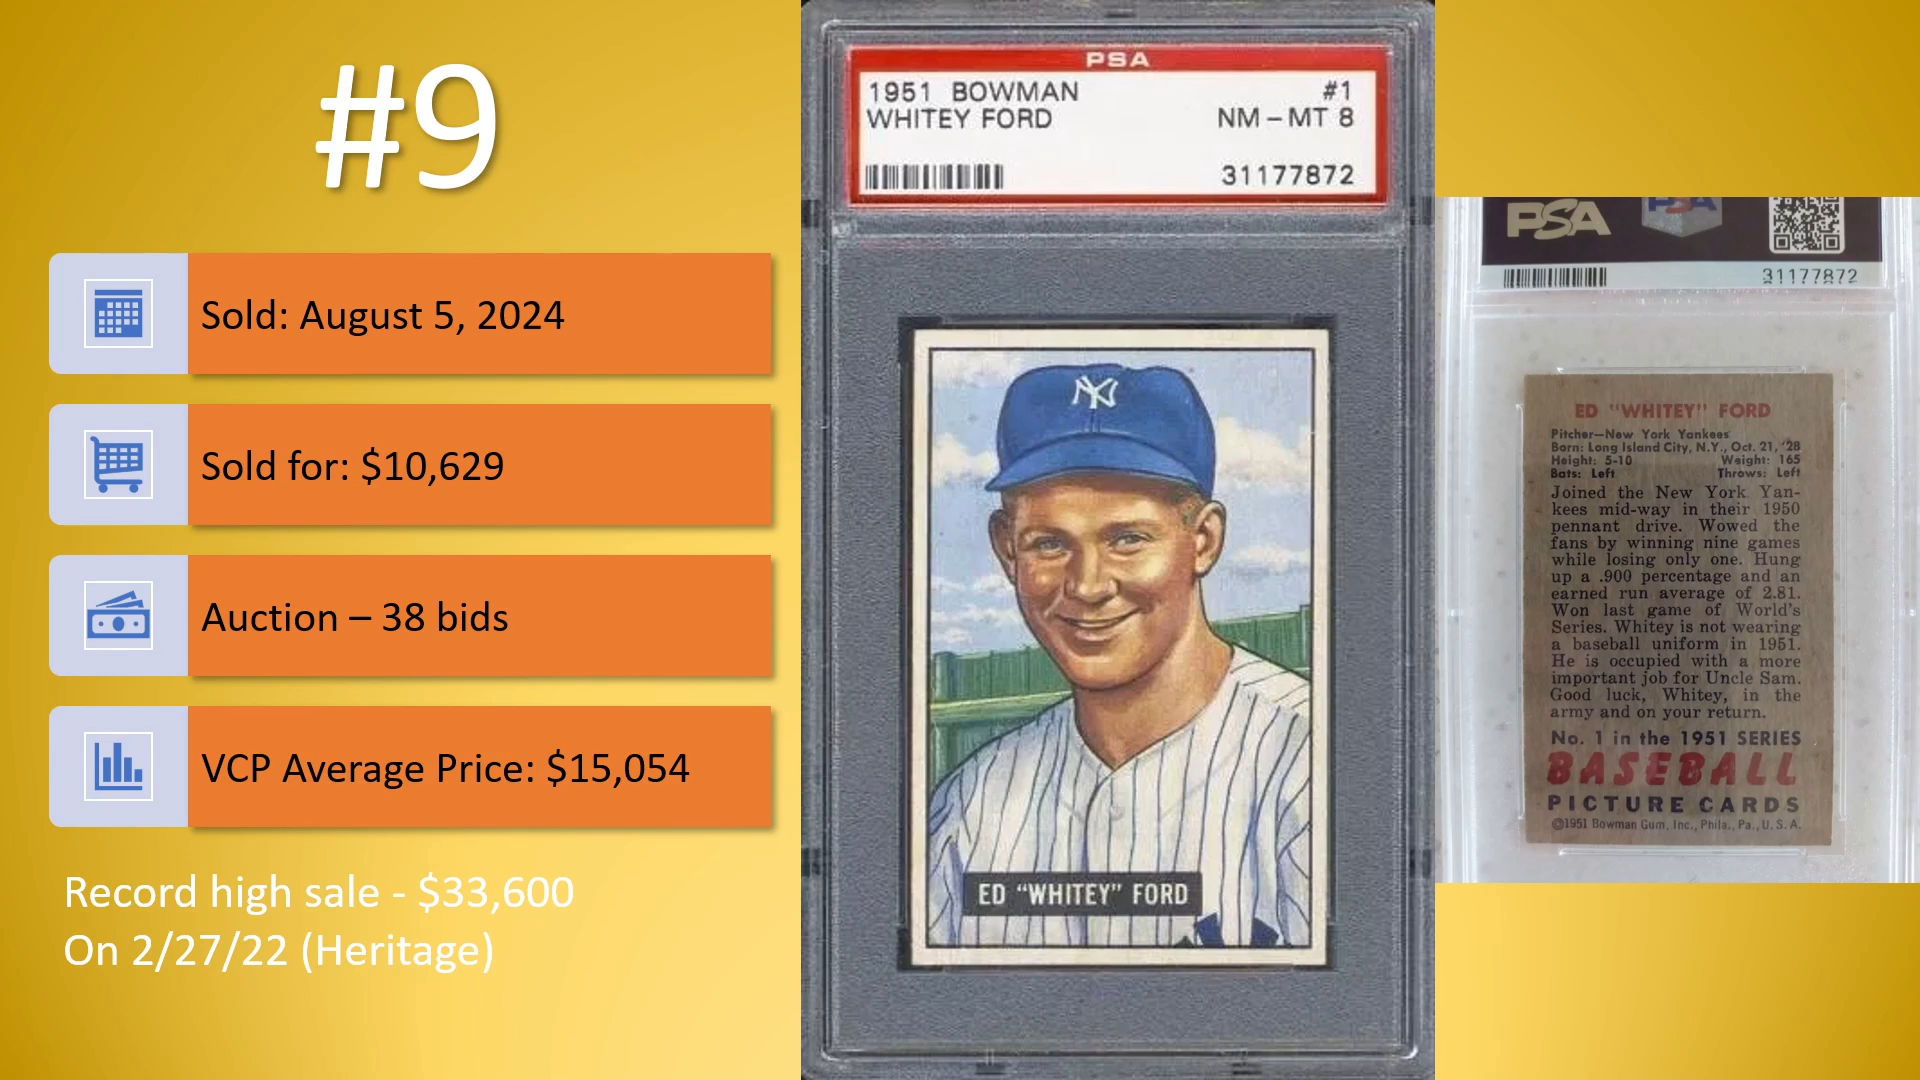 #9
Sold: August 5, 2024
Sold for: $10,629
Auction – 38 bids
VCP Average Price: $15,054
Record high sale - $33,600
On 2/27/22 (Heritage)
PSA
1951 BOWMAN #1
WHITEY FORD NM – MT 8
31177872
NY
ED “WHITEY” FORD
PSA
PSA
31177872
ED "WHITEY" FORD
Pitcher—New York Yankees
Born: Long Island City, N.Y., Oct. 21, '28
Height: 5-10 Weight: 165
Bats: Left Throws: Left
Joined the New York Yan-
kees mid-way in their 1950
pennant drive. Wowed the
fans by winning nine games
while losing only one. Hung
up a .900 percentage and an
earned run average of 2.81.
Won last game of World's
Series. Whitey is not wearing
a baseball uniform in 1951.
He is occupied with a more
important job for Uncle Sam.
Good luck, Whitey, in the
army and on your return.
No. 1 in the 1951 SERIES
BASEBALL
PICTURE CARDS
©1951 Bowman Gum, Inc., Phila., Pa., U. S. A.